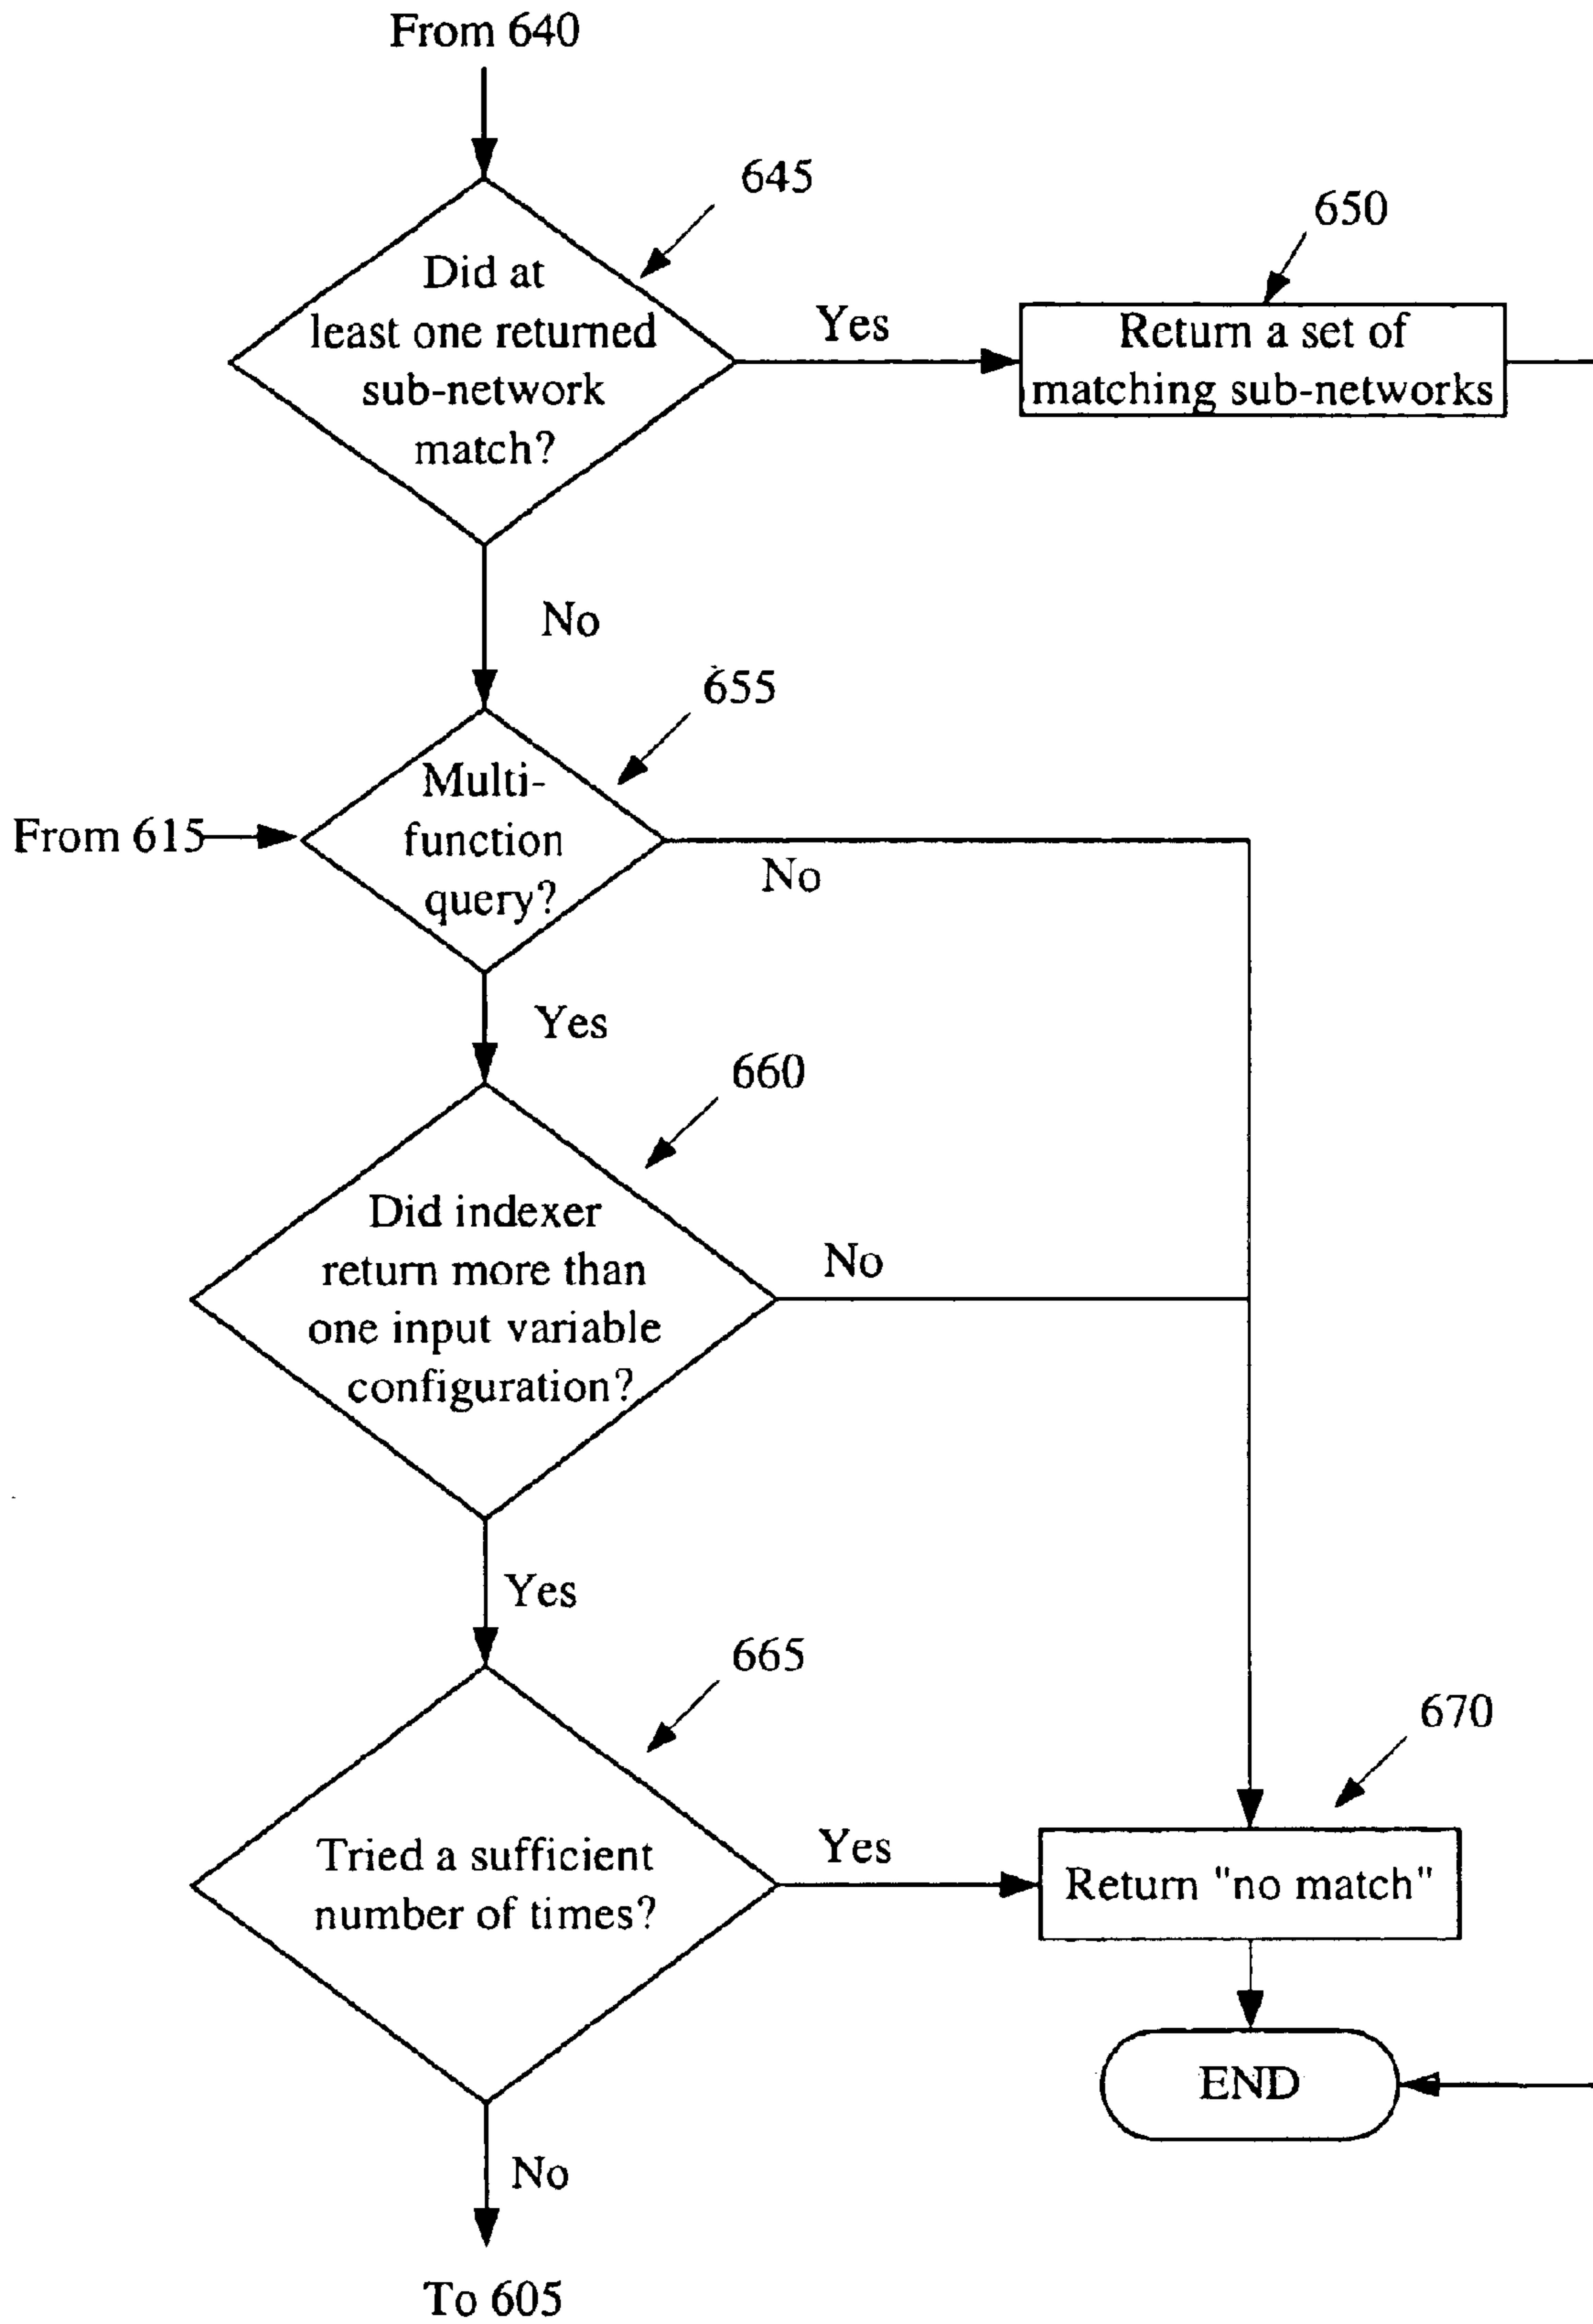 From 640
645
650
Did at
least one returned
sub-network
match?
Yes
Return a set of
matching sub-networks
No
655
From 615
Multi-
function
query?
No
Yes
660
Did indexer
return more than
one input variable
configuration?
No
Yes
665
670
Tried a sufficient
number of times?
Yes
Return "no match"
END
No
To 605